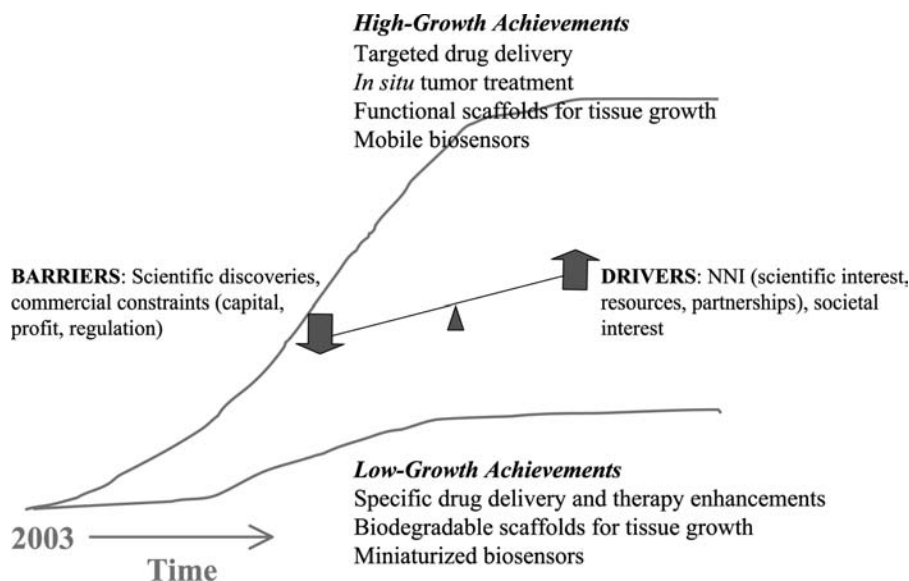 High-Growth Achievements
Targeted drug delivery
In situ tumor treatment
Functional scaffolds for tissue growth
Mobile biosensors
BARRIERS: Scientific discoveries,
commercial constraints (capital,
profit, regulation)
DRIVERS: NNI (scientific interest,
resources, partnerships), societal
interest
Low-Growth Achievements
Specific drug delivery and therapy enhancements
Biodegradable scaffolds for tissue growth
Miniaturized biosensors
2003
Time